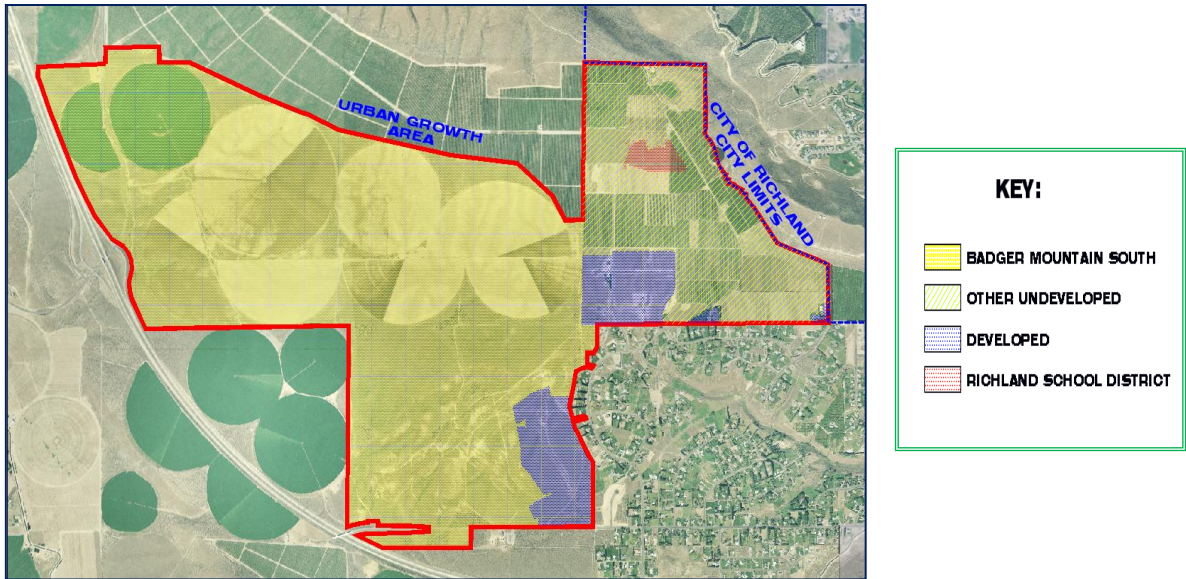 URBAN GROWTH
AREA
CITY OF RICHLAND
CITY LIMITS
KEY:
BADGER MOUNTAIN SOUTH
OTHER UNDEVELOPED
DEVELOPED
RICHLAND SCHOOL DISTRICT